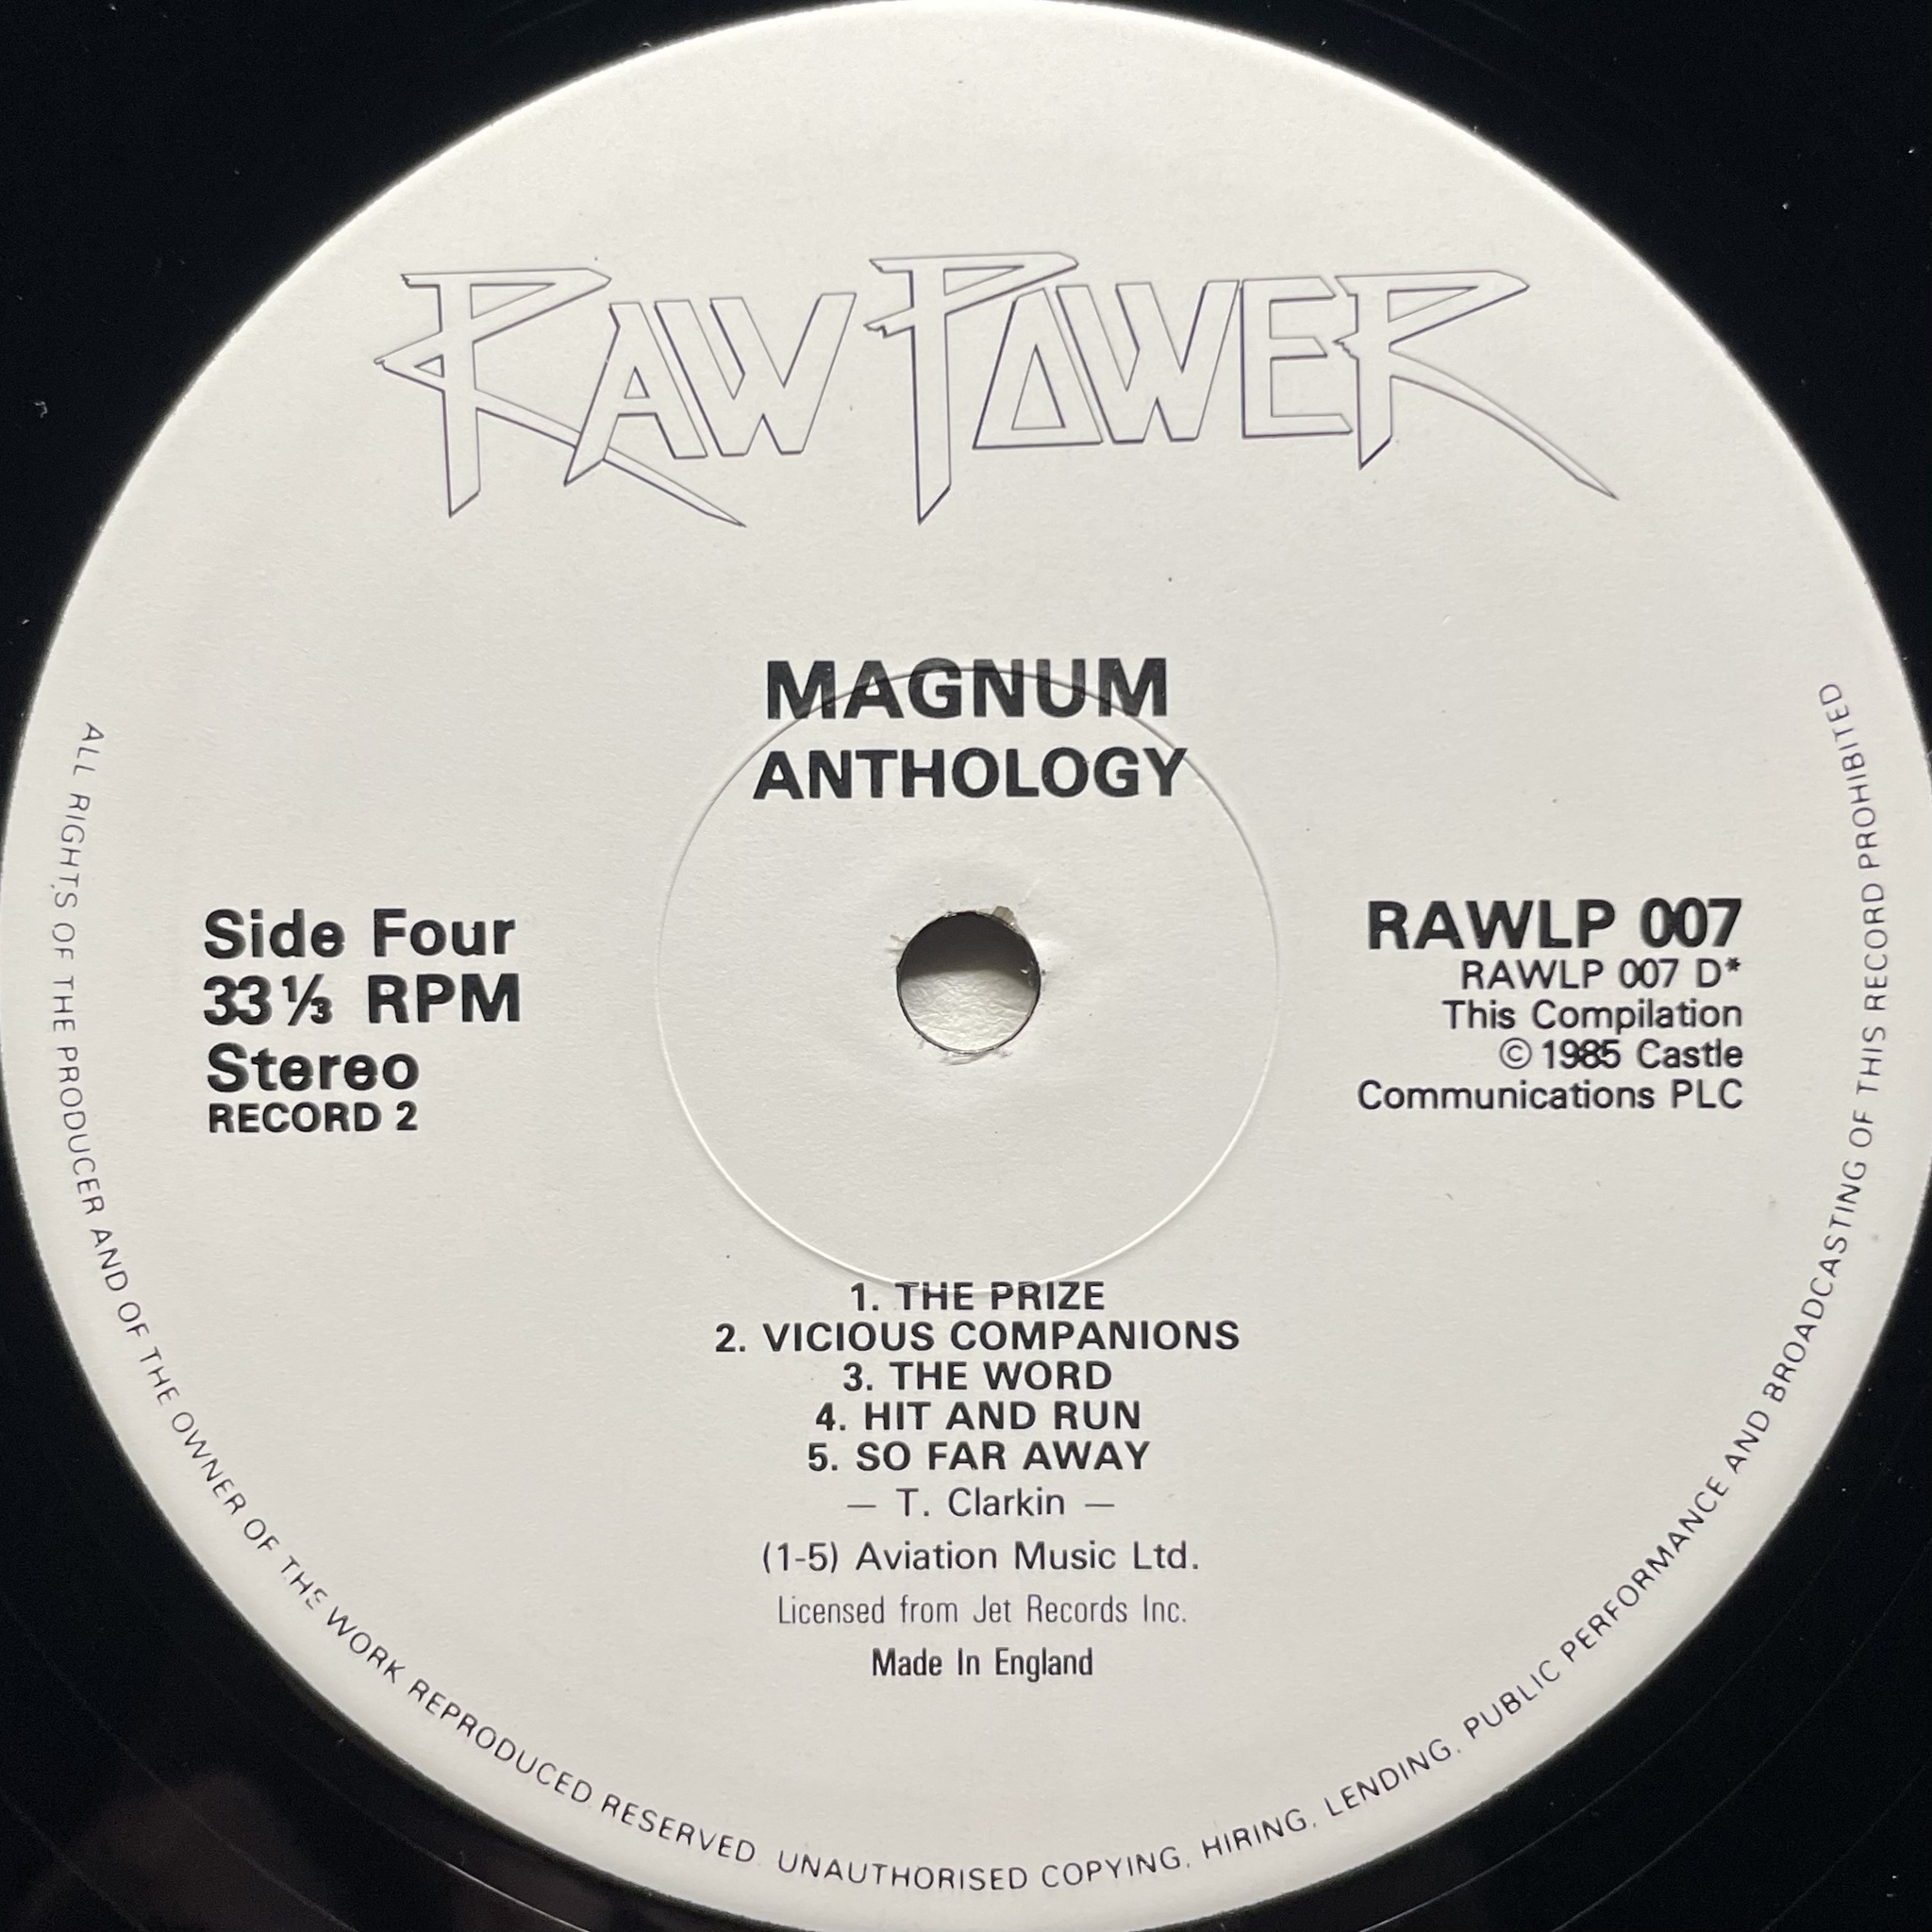 RAW POWER
MAGNUM
ANTHOLOGY
Side Four
33 ⅓ RPM
Stereo
RECORD 2
RAWLP 007
RAWLP 007 D*
This Compilation
© 1985 Castle
Communications PLC
1. THE PRIZE
2. VICIOUS COMPANIONS
3. THE WORD
4. HIT AND RUN
5. SO FAR AWAY
— T. Clarkin —
(1-5) Aviation Music Ltd.
Licensed from Jet Records Inc.
Made In England
ALL RIGHTS OF THE PRODUCER AND OF THE OWNER OF THE WORK REPRODUCED RESERVED. UNAUTHORISED COPYING, HIRING, LENDING, PUBLIC PERFORMANCE AND BROADCASTING OF THIS RECORD PROHIBITED